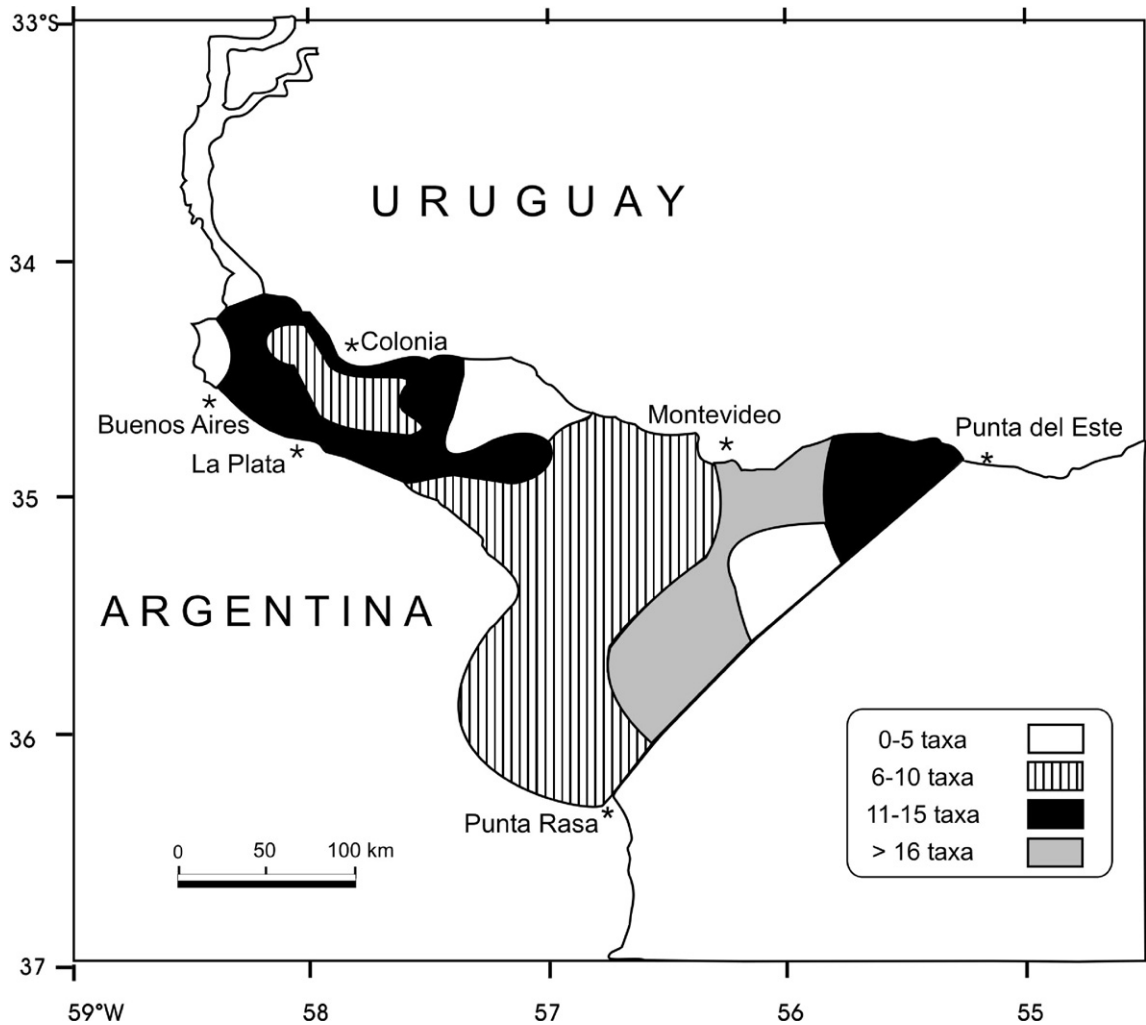 33°S
URUGUAY
34
*Colonia
Montevideo
*
Punta del Este
*
*
Buenos Aires
La Plata *
35
ARGENTINA
0-5 taxa
6-10 taxa
11-15 taxa
> 16 taxa
36
Punta Rasa *
0 50 100 km
37
59°W 58 57 56 55